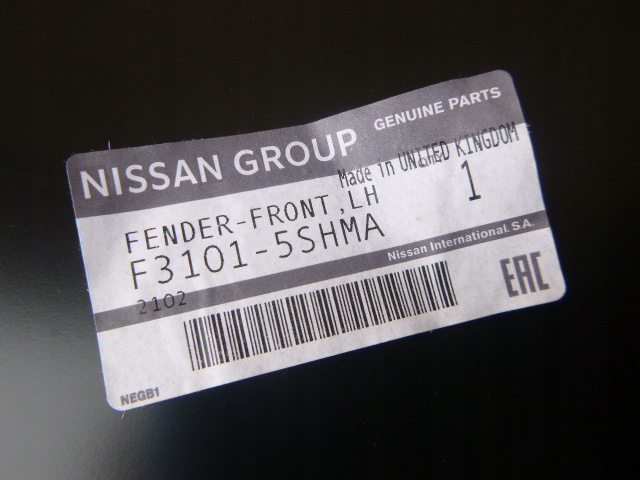 NISSAN GROUP
GENUINE PARTS
Made in UNITED KINGDOM
FENDER-FRONT,LH
1
F3101-5SHMA
Nissan International. S.A.
2102
EAC
NEGB1